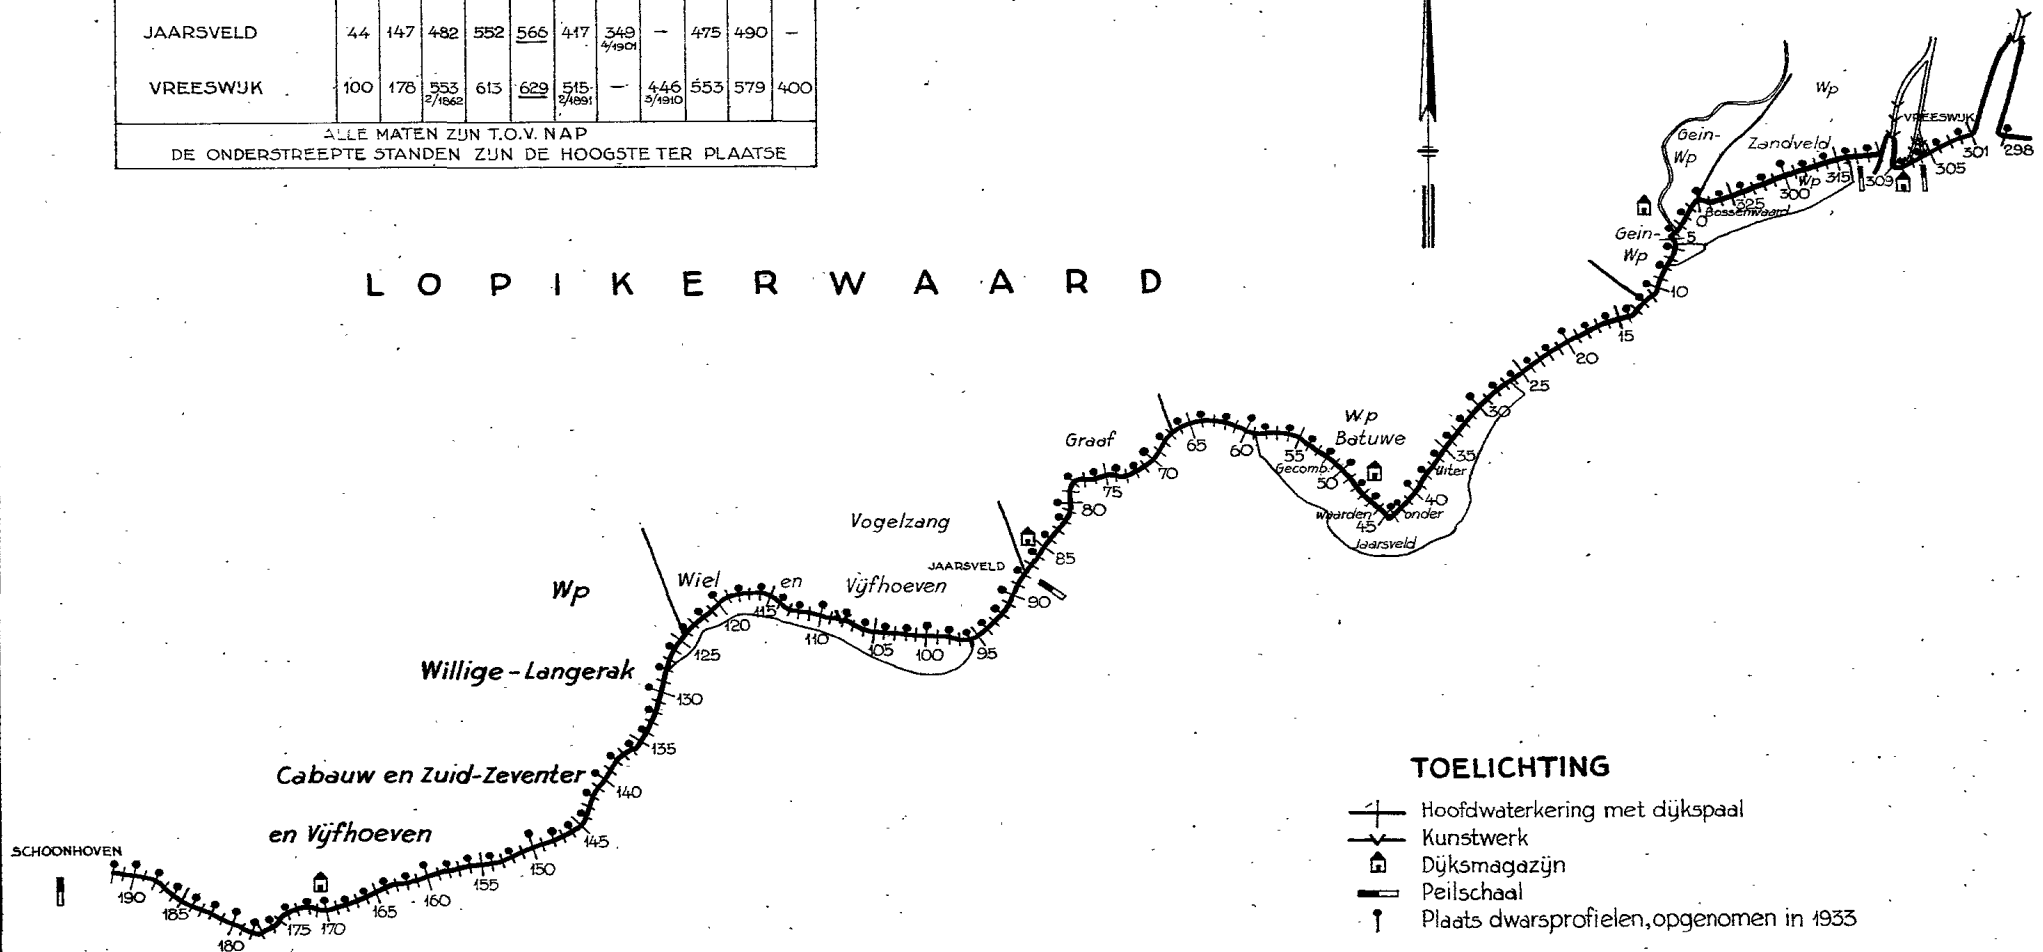 JAARSVELD 44 147 482 552 566 417 349 4/1901 — 475 490 —
VREESWIJK 100 178 553 2/1862 613 629 515 2/1891 — 446 3/1910 553 579 400
ALLE MATEN ZIJN T.O.V. NAP
DE ONDERSTREEPTE STANDEN ZIJN DE HOOGSTE TER PLAATSE
LOPIKERWAARD
Wp
VREESWIJK
Gein-
Wp
Zandveld
Wp
298
301
305
309
315
300
325
Bossenwaard
0
Gein-
Wp
5
10
15
20
25
30
35
40
45
50
55
60
65
70
75
80
85
90
95
100
105
110
115
120
125
130
135
140
145
150
155
160
165
170
175
180
185
190
Wp
Batuwe
Gecomb.
Uiter
waarden
onder
Jaarsveld
Graaf
Vogelzang
JAARSVELD
Wiel en
Vijfhoeven
Wp
Willige-Langerak
Cabauw en Zuid-Zeventer
en Vijfhoeven
SCHOONHOVEN
TOELICHTING
Hoofdwaterkering met dijkspaal
Kunstwerk
Dijksmagazijn
Peilschaal
Plaats dwarsprofielen, opgenomen in 1933